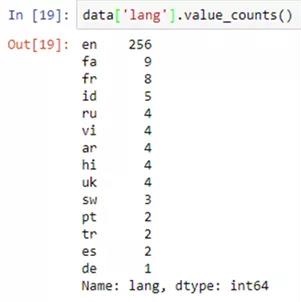 In [19]: data['lang'].value_counts()
Out[19]: en 256
fa 9
fr 8
id 5
ru 4
vi 4
ar 4
hi 4
uk 4
sw 3
pt 2
tr 2
es 2
de 1
Name: lang, dtype: int64